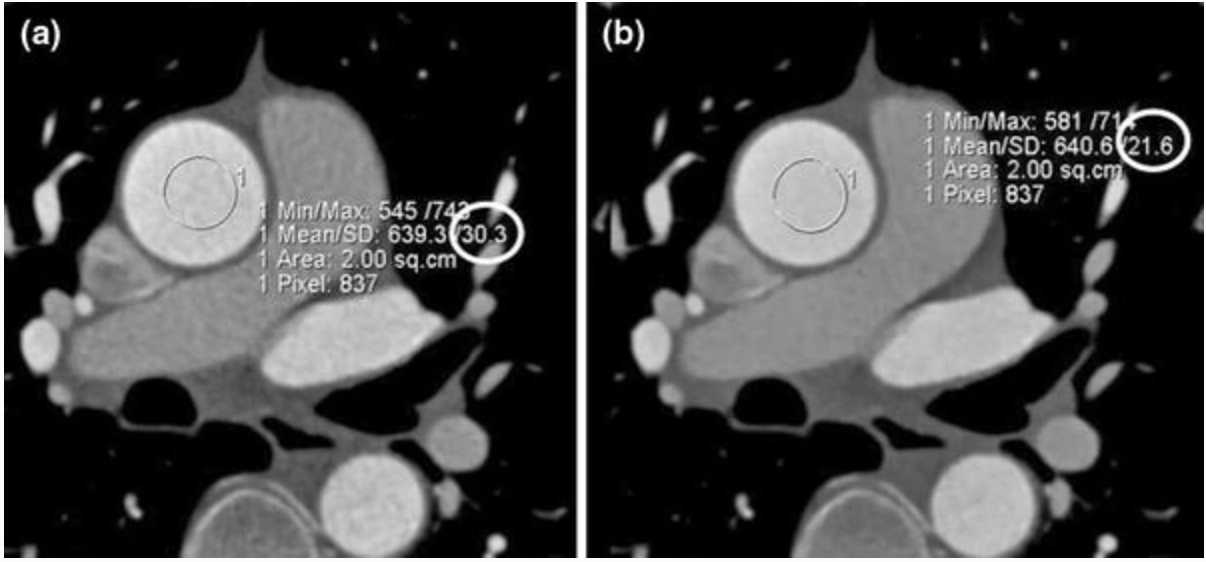 (a)
1
1 Min/Max: 545 /743
1 Mean/SD: 639.3 /30.3
1 Area: 2.00 sq.cm
1 Pixel: 837
(b)
1
1 Min/Max: 581 /714
1 Mean/SD: 640.6 /21.6
1 Area: 2.00 sq.cm
1 Pixel: 837